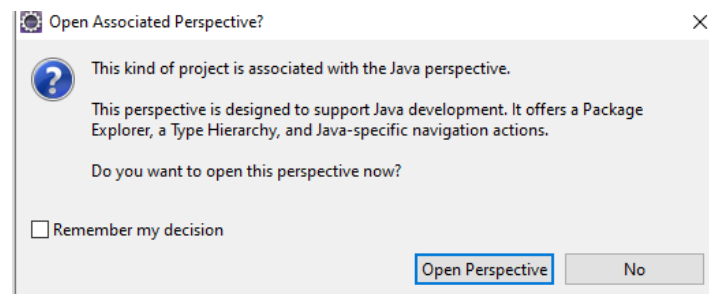 Open Associated Perspective?
This kind of project is associated with the Java perspective.
This perspective is designed to support Java development. It offers a Package
Explorer, a Type Hierarchy, and Java-specific navigation actions.
Do you want to open this perspective now?
Remember my decision
Open Perspective
No